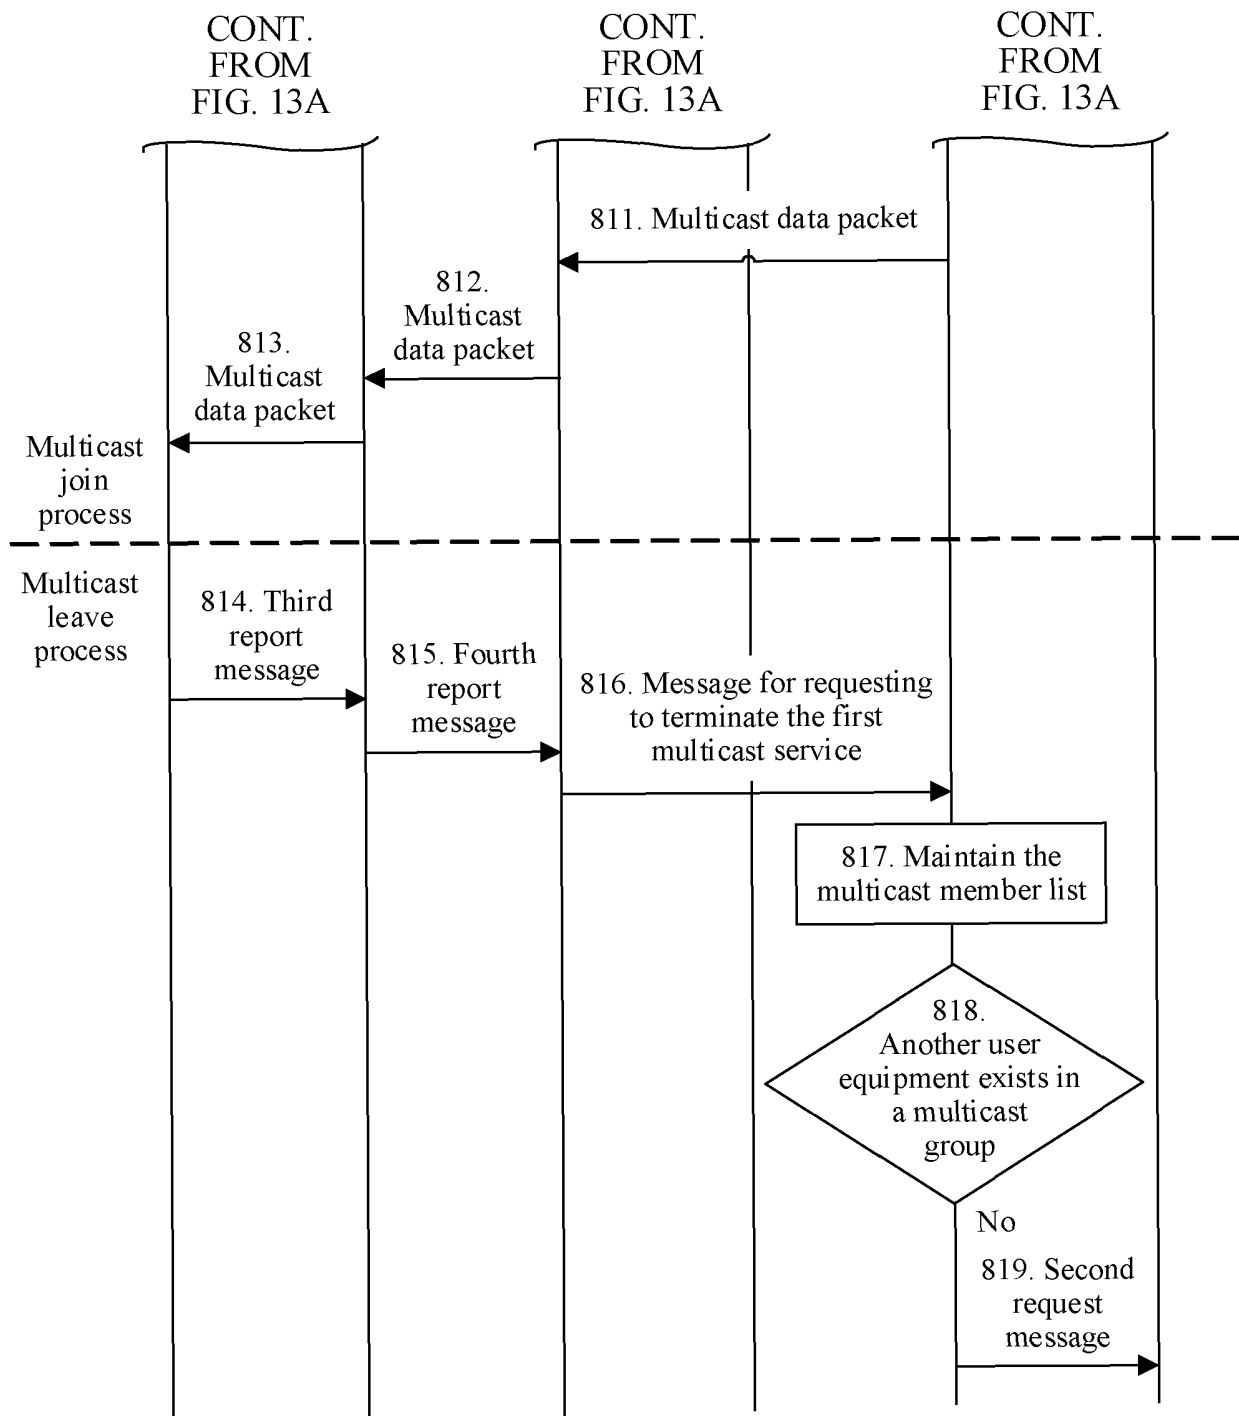 CONT.
FROM
FIG. 13A
CONT.
FROM
FIG. 13A
CONT.
FROM
FIG. 13A
811. Multicast data packet
812.
Multicast
data packet
813.
Multicast
data packet
Multicast
join
process
Multicast
leave
process
814. Third
report
message
815. Fourth
report
message
816. Message for requesting
to terminate the first
multicast service
817. Maintain the
multicast member list
818.
Another user
equipment exists in
a multicast
group
No
819. Second
request
message